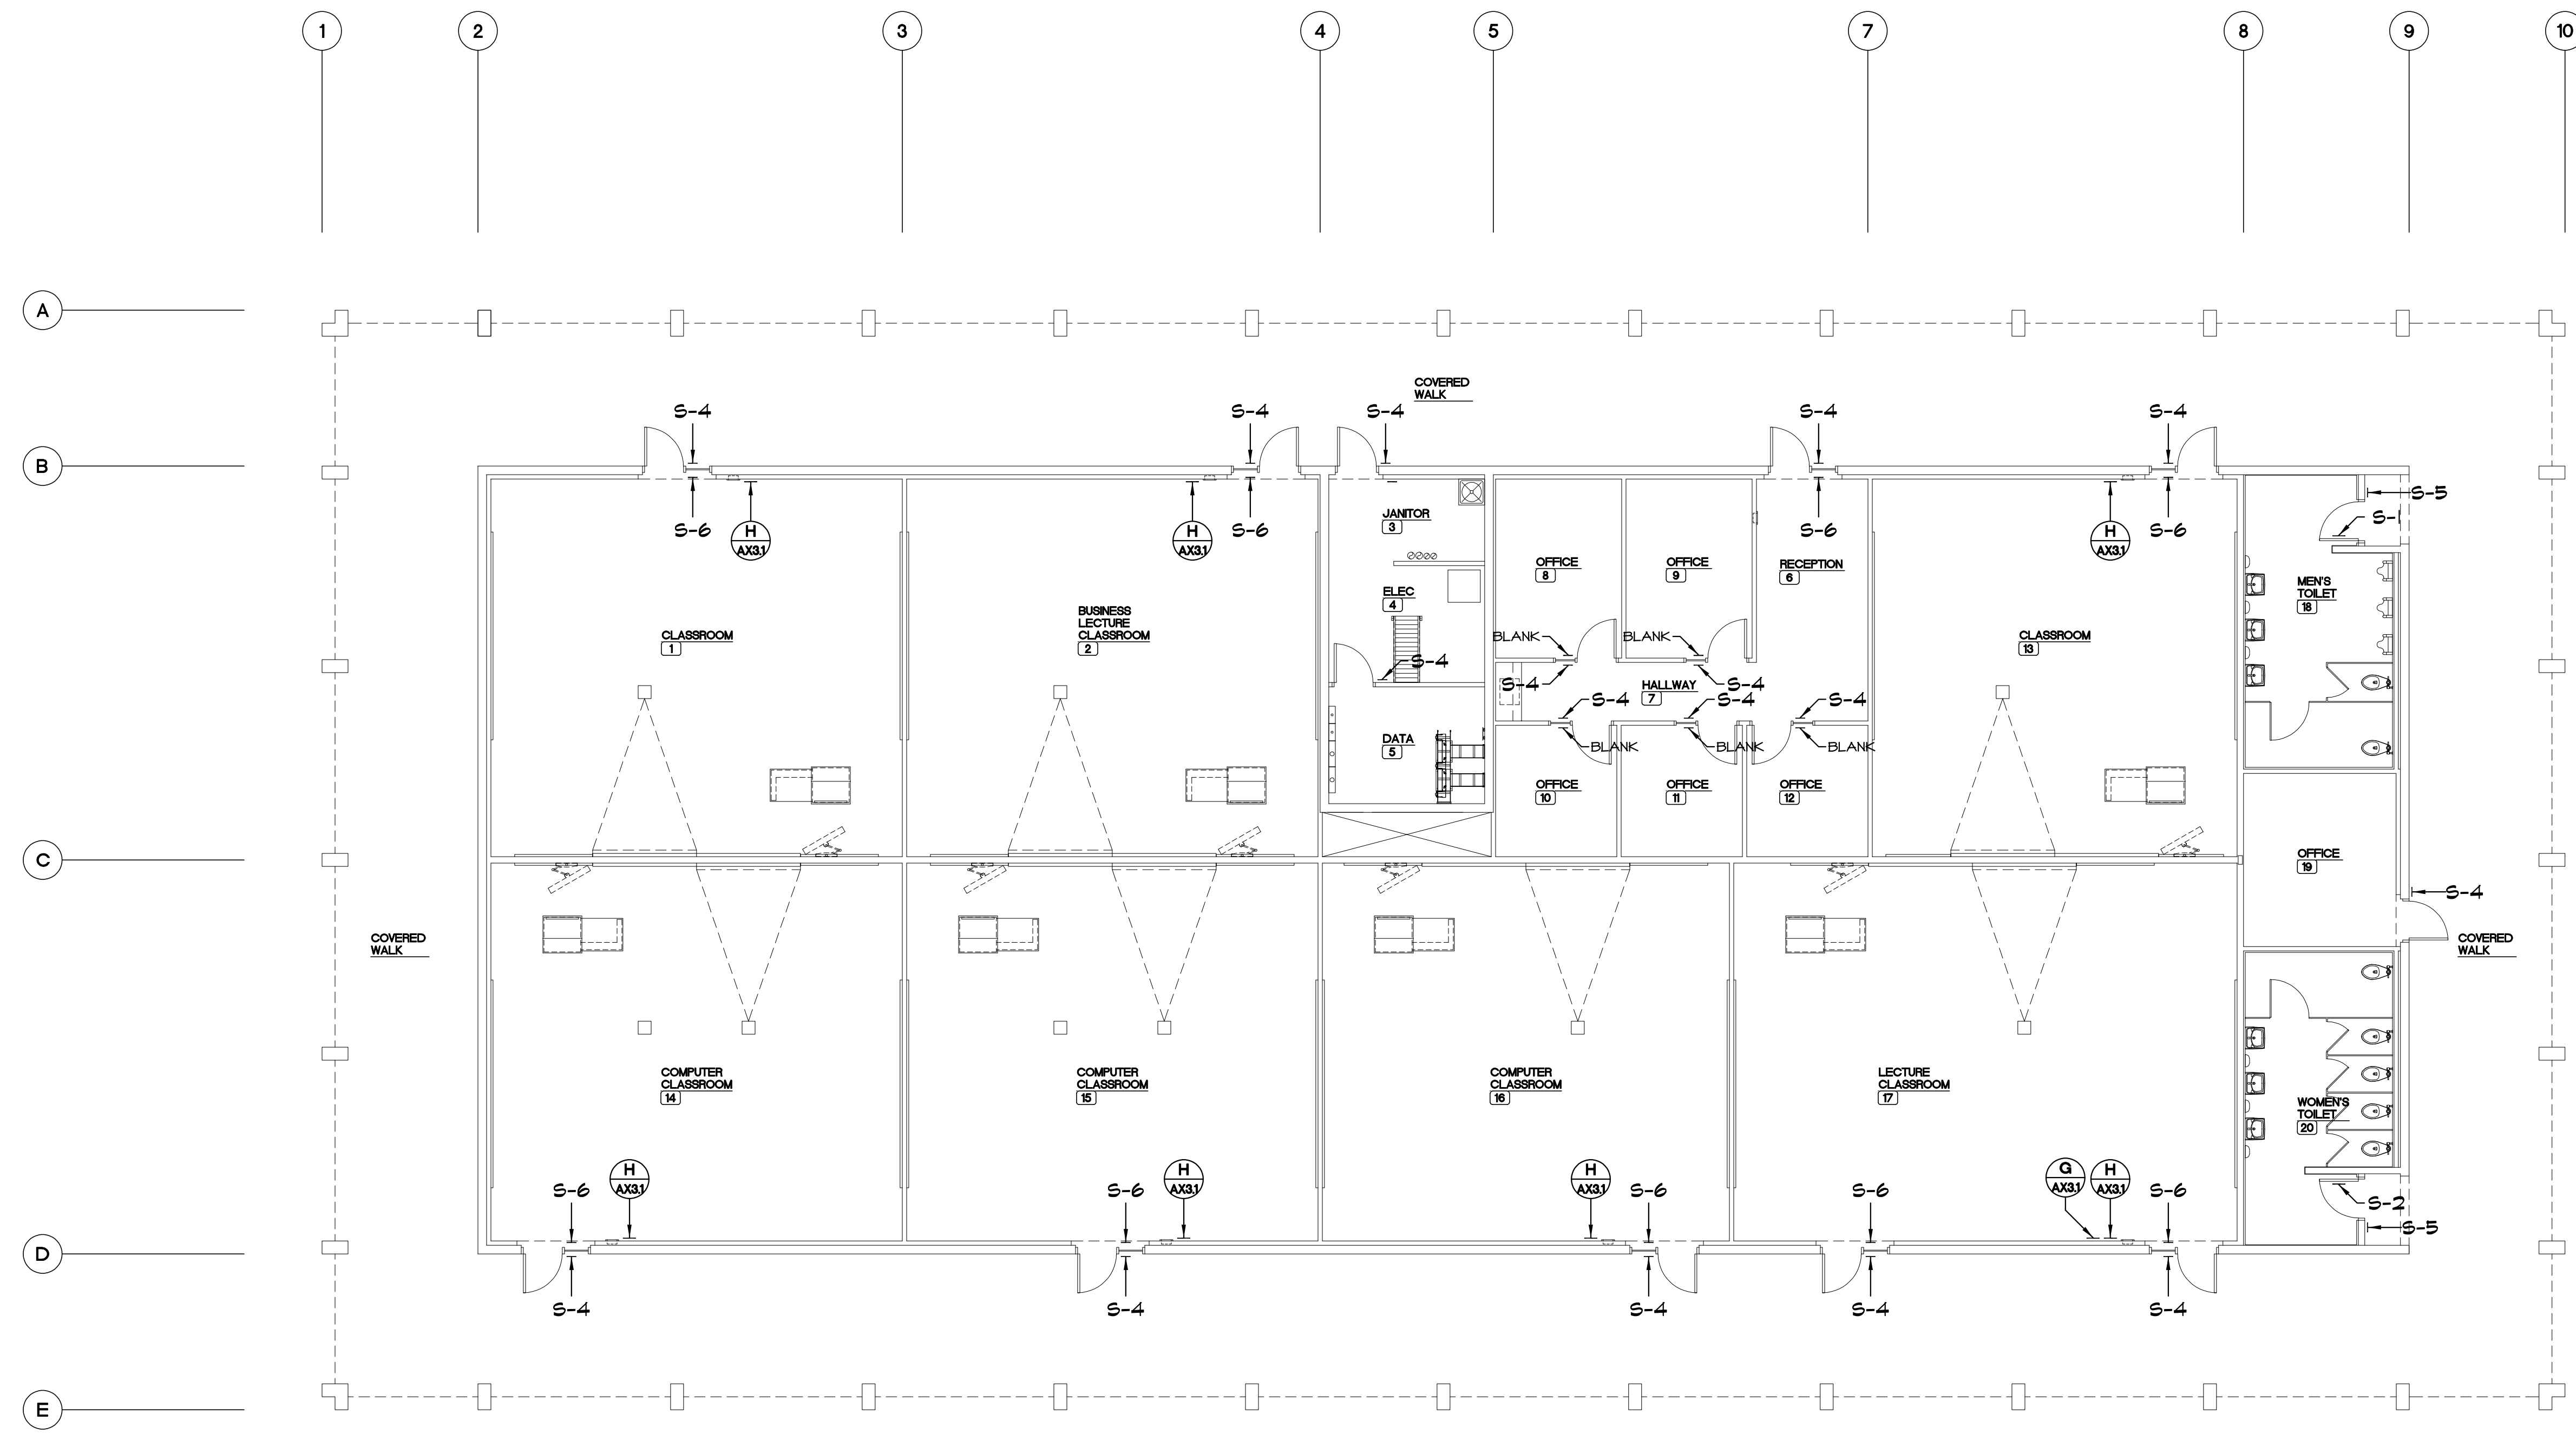 1 2 3 4 5 7 8 9 10
A
COVERED
WALK
S-4 S-4 S-4 S-4 S-4
B
S-5
S-1
JANITOR
3
S-6 S-6 S-6 S-6
H H H
AX3.1 AX3.1 AX3.1
OFFICE OFFICE RECEPTION
8 9 6
MEN'S
TOILET
18
ELEC
4
BUSINESS
LECTURE
CLASSROOM
2
CLASSROOM
1
CLASSROOM
13
BLANK BLANK
S-4
S-4 S-4
HALLWAY
7
S-4 S-4 S-4
DATA
5
BLANK BLANK BLANK
OFFICE OFFICE OFFICE
10 11 12
C
OFFICE
19
S-4
COVERED
WALK
COVERED
WALK
COMPUTER
CLASSROOM
14
COMPUTER
CLASSROOM
15
COMPUTER
CLASSROOM
16
LECTURE
CLASSROOM
17
WOMEN'S
TOILET
20
H H H G H
AX3.1 AX3.1 AX3.1 AX3.1 AX3.1
S-6 S-6 S-6 S-6 S-6
S-2
S-5
D
S-4 S-4 S-4 S-4 S-4
E